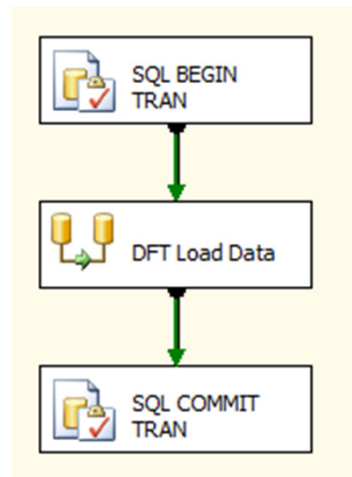 SQL BEGIN
TRAN
DFT Load Data
SQL COMMIT
TRAN